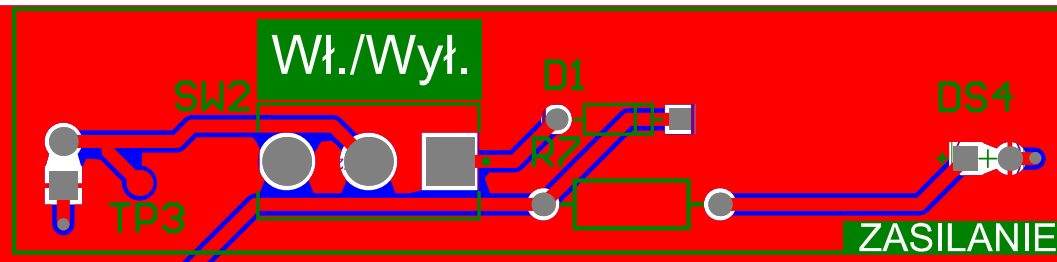 Wł./Wył.
SW2
D1
DS4
R7
TP3
ZASILANIE